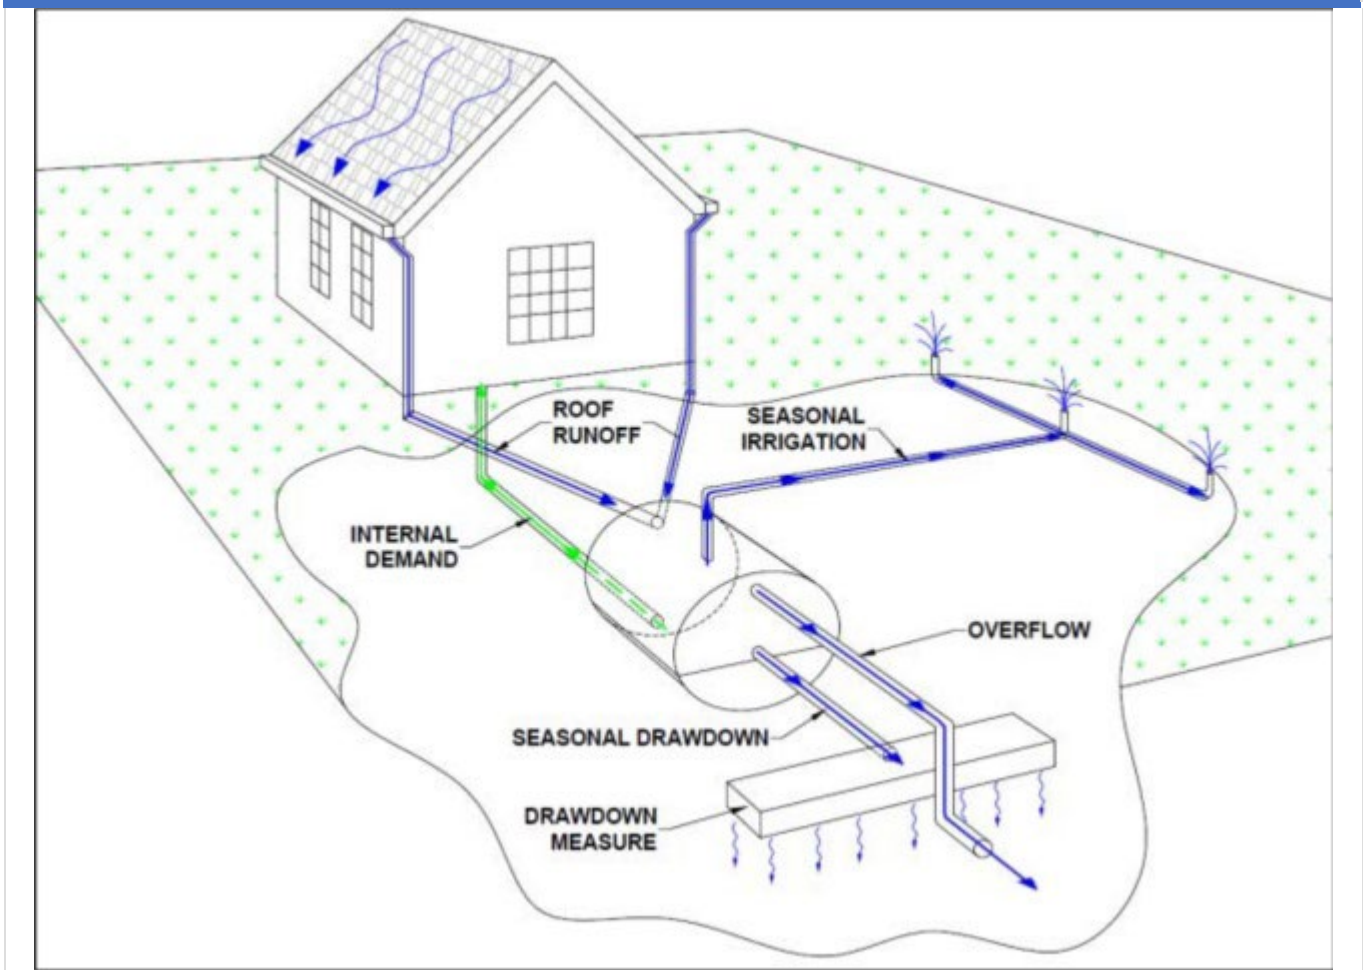 ROOF
RUNOFF
SEASONAL
IRRIGATION
INTERNAL
DEMAND
OVERFLOW
SEASONAL DRAWDOWN
DRAWDOWN
MEASURE